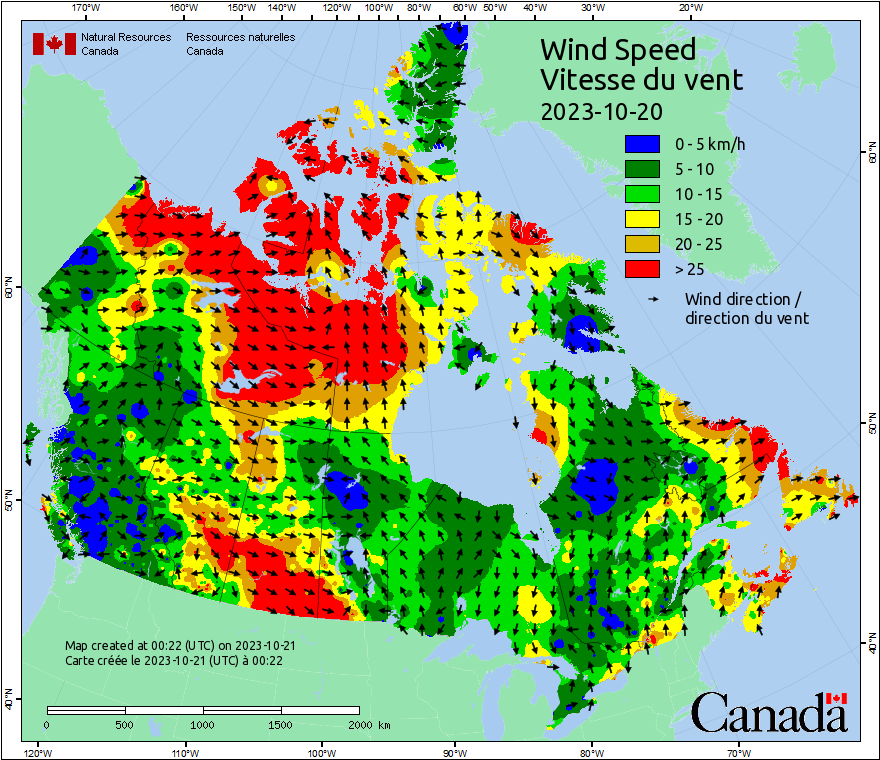 170°W 160°W 150°W 140°W 130°W 120°W 110°W 100°W 80°W 60°W 50°W 40°W 30°W 20°W
Natural Resources Canada
Ressources naturelles Canada
Wind Speed
Vitesse du vent
2023-10-20
0 - 5 km/h
5 - 10
10 - 15
15 - 20
20 - 25
> 25
Wind direction /
direction du vent
60°N
60°N
50°N
50°N
40°N
40°N
Map created at 00:22 (UTC) on 2023-10-21
Carte créée le 2023-10-21 (UTC) à 00:22
0 500 1000 1500 2000 km
Canada
120°W 110°W 100°W 90°W 80°W 70°W